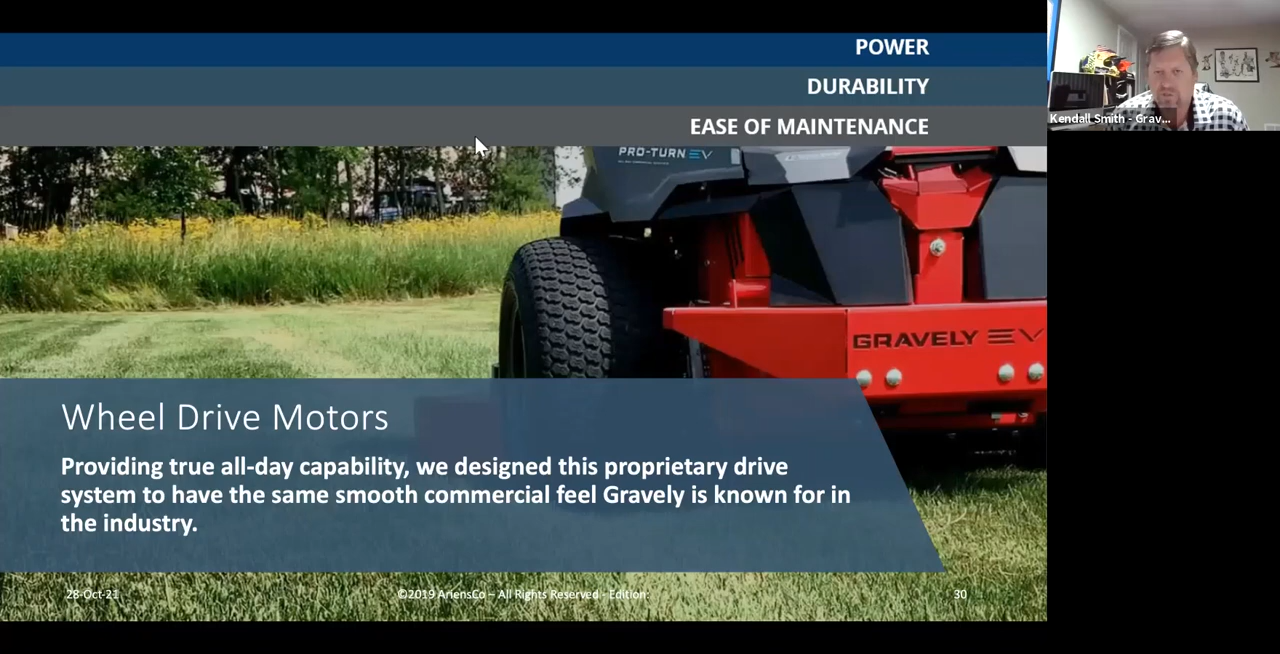 POWER
DURABILITY
EASE OF MAINTENANCE
Kendall Smith - Grav...
PRO-TURN EV
GRAVELY EV
Wheel Drive Motors
Providing true all-day capability, we designed this proprietary drive
system to have the same smooth commercial feel Gravely is known for in
the industry.
28-Oct-21
©2019 AriensCo – All Rights Reserved - Edition:
30